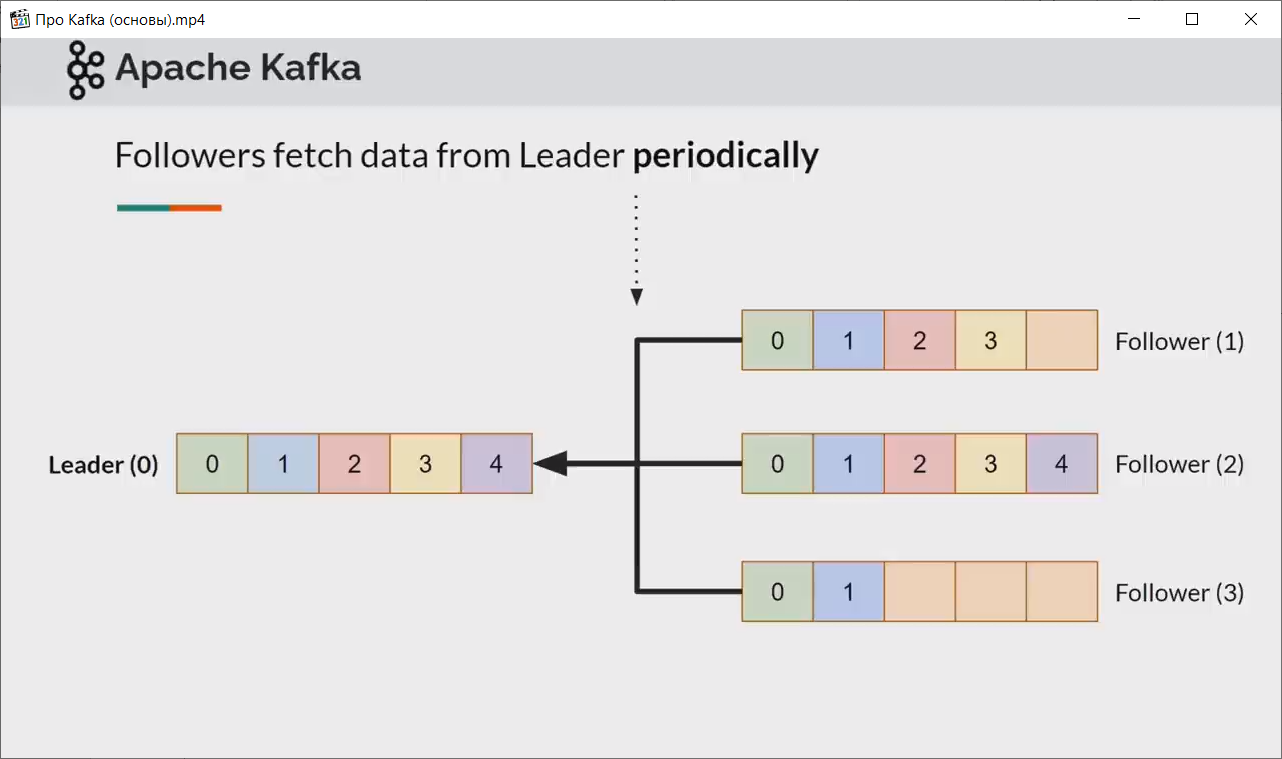 Про Kafka (основы).mp4
Apache Kafka
Followers fetch data from Leader periodically
0 1 2 3 Follower (1)
Leader (0) 0 1 2 3 4
0 1 2 3 4 Follower (2)
0 1 Follower (3)